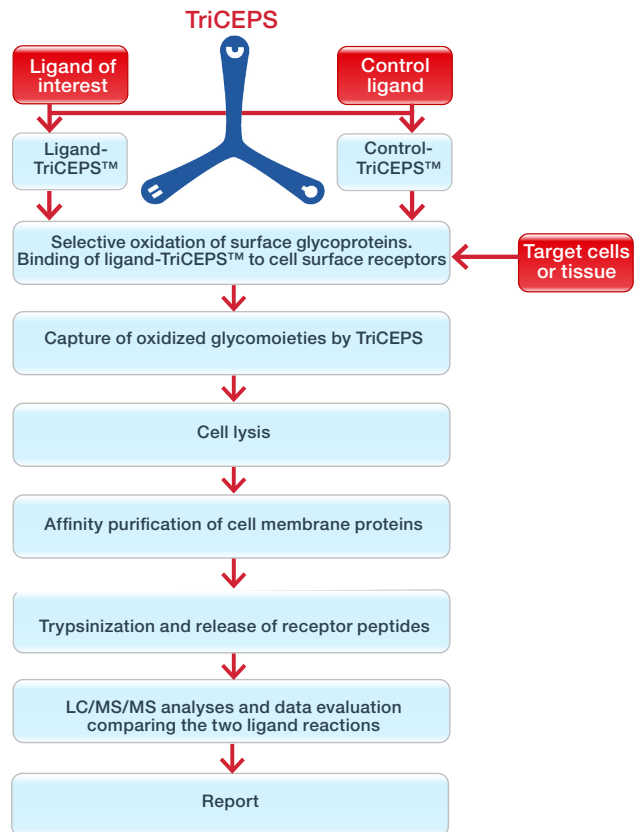 TriCEPS
Ligand of
interest
Control
ligand
Ligand-
TriCEPS™
Control-
TriCEPS™
Selective oxidation of surface glycoproteins.
Binding of ligand-TriCEPS™ to cell surface receptors
Target cells
or tissue
Capture of oxidized glycomoieties by TriCEPS
Cell lysis
Affinity purification of cell membrane proteins
Trypsinization and release of receptor peptides
LC/MS/MS analyses and data evaluation
comparing the two ligand reactions
Report